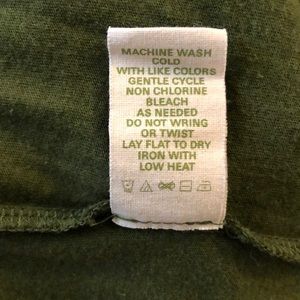 MACHINE WASH
COLD
WITH LIKE COLORS
GENTLE CYCLE
NON CHLORINE
BLEACH
AS NEEDED
DO NOT WRING
OR TWIST
LAY FLAT TO DRY
IRON WITH
LOW HEAT